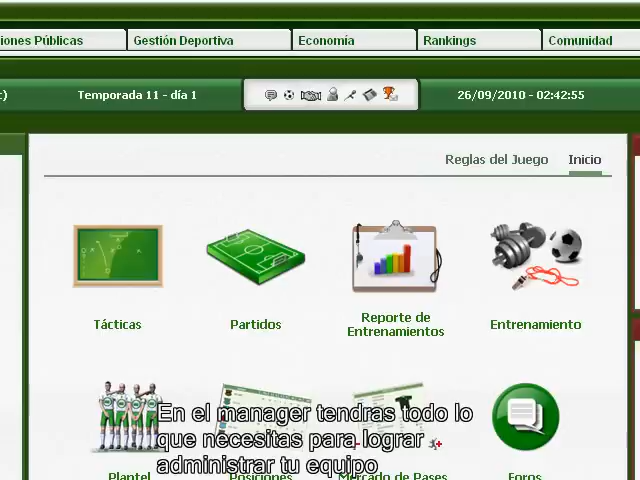 iones Públicas
Gestión Deportiva
Economía
Rankings
Comunidad
Temporada 11 - día 1
26/09/2010 - 02:42:55
Reglas del Juego
Inicio
Tácticas
Partidos
Reporte de
Entrenamientos
Entrenamiento
En el manager tendras todo lo
que necesitas para lograr
administrar tu equipo
Plantel
Posiciones
Mercado de Pases
Foros